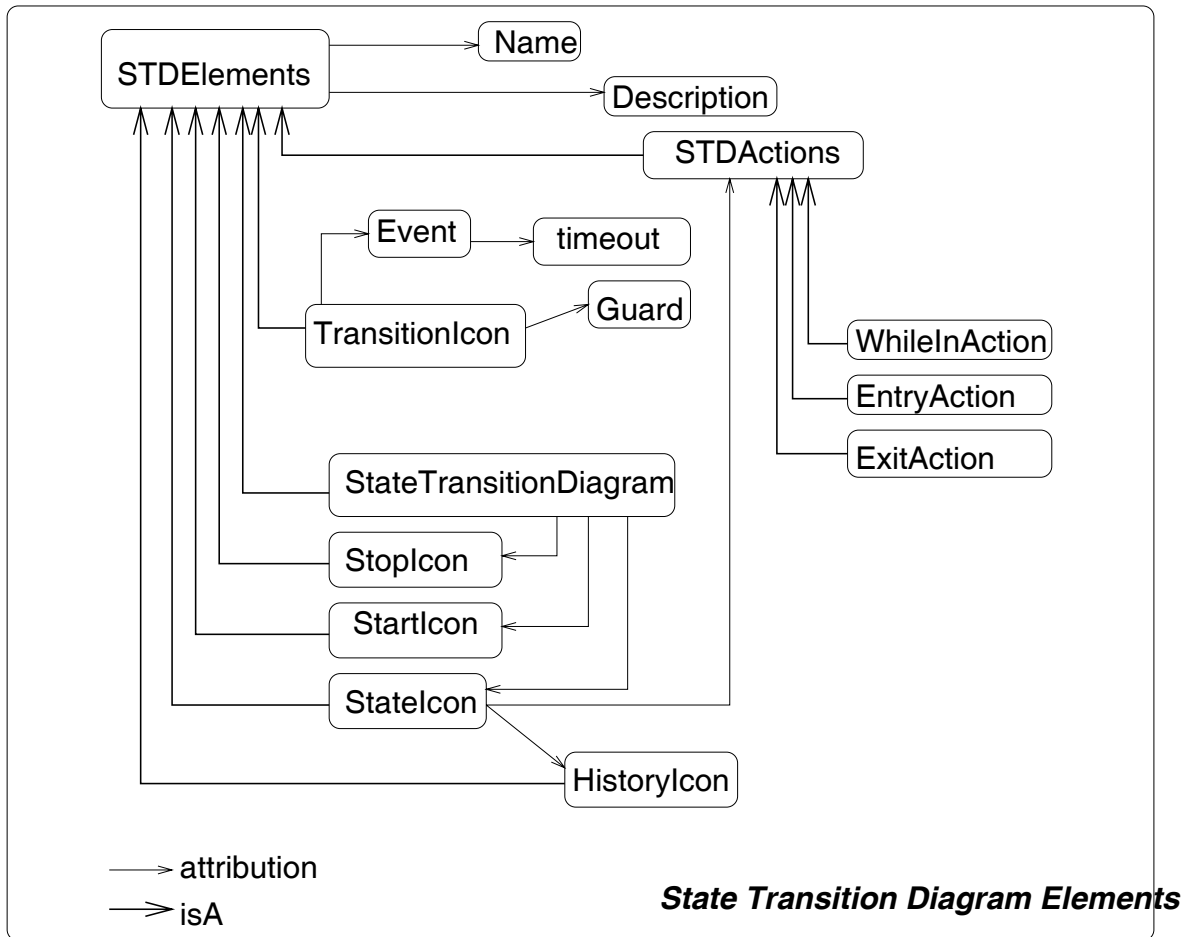 Name
STDElements
Description
STDActions
Event
timeout
Guard
TransitionIcon
WhileInAction
EntryAction
ExitAction
StateTransitionDiagram
StopIcon
StartIcon
StateIcon
HistoryIcon
attribution
isA
State Transition Diagram Elements